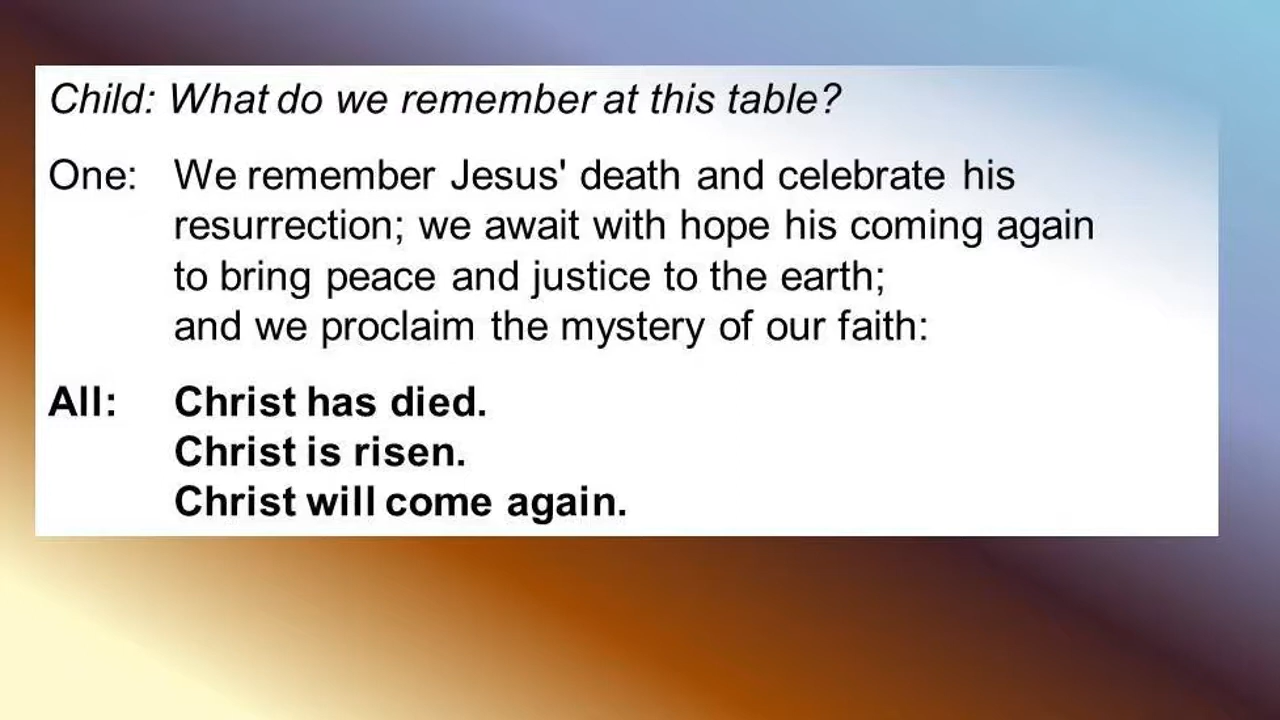 Child: What do we remember at this table?
One: We remember Jesus' death and celebrate his
resurrection; we await with hope his coming again
to bring peace and justice to the earth;
and we proclaim the mystery of our faith:
All: Christ has died.
Christ is risen.
Christ will come again.